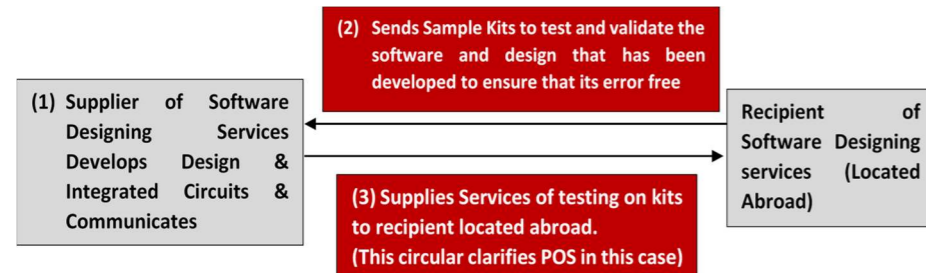 (2) Sends Sample Kits to test and validate the
software and design that has been
developed to ensure that its error free
(1) Supplier of Software
Designing Services
Develops Design &
Integrated Circuits &
Communicates
Recipient of
Software Designing
services (Located
Abroad)
(3) Supplies Services of testing on kits
to recipient located abroad.
(This circular clarifies POS in this case)